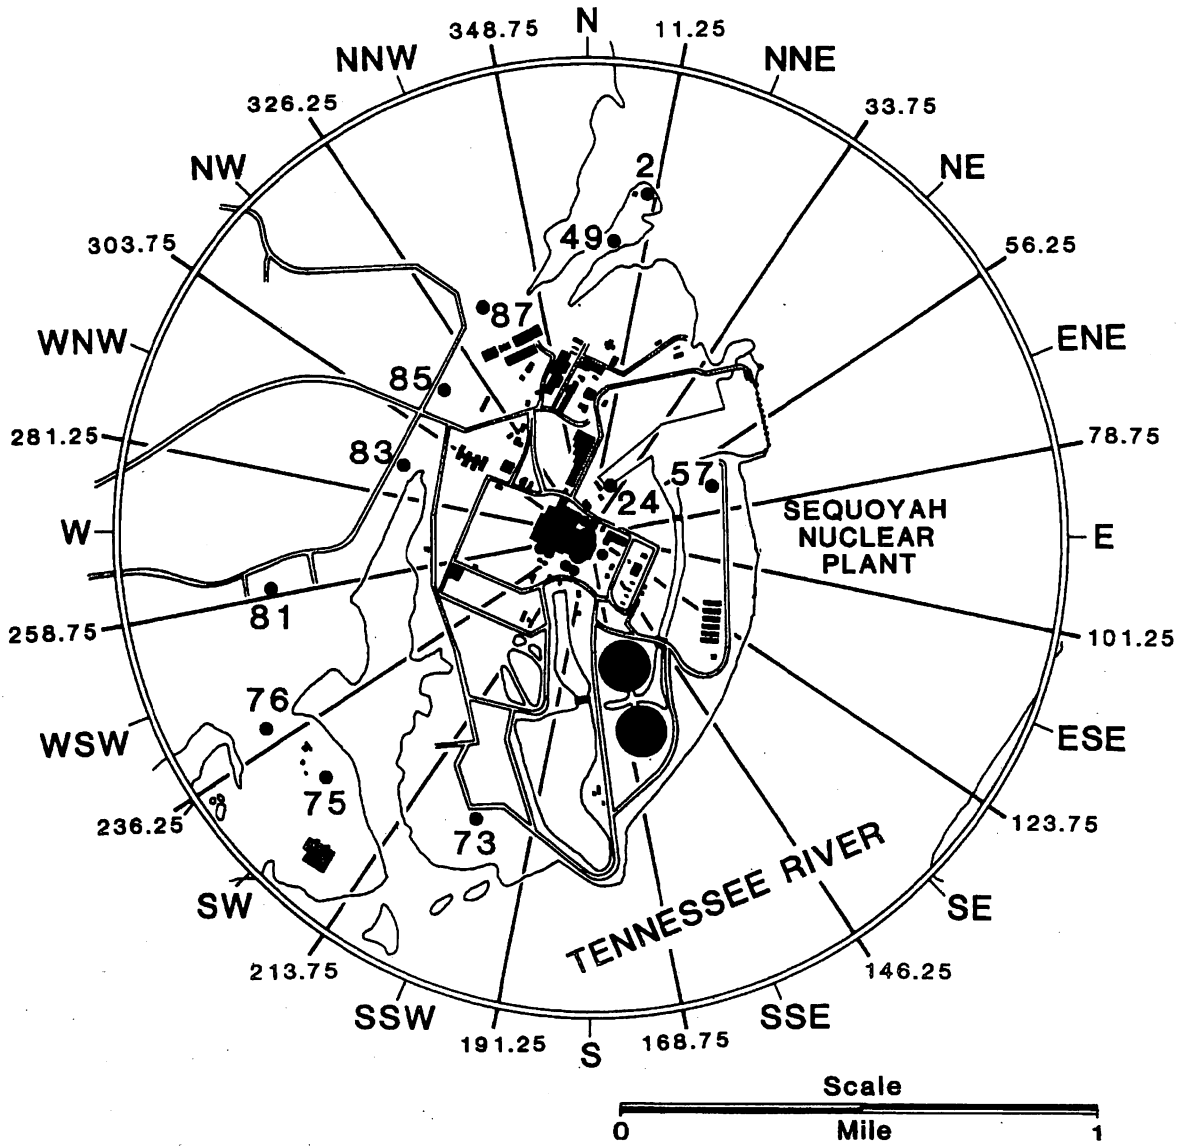 N
348.75
11.25
NNW
NNE
326.25
33.75
NW
2
NE
49
303.75
56.25
87
WNW
ENE
85
281.25
78.75
83
57
24
SEQUOYAH
NUCLEAR
PLANT
W
E
81
258.75
101.25
76
WSW
ESE
75
236.25
73
123.75
TENNESSEE RIVER
SW
SE
213.75
146.25
SSW
SSE
191.25
S
168.75
Scale
0
Mile
1